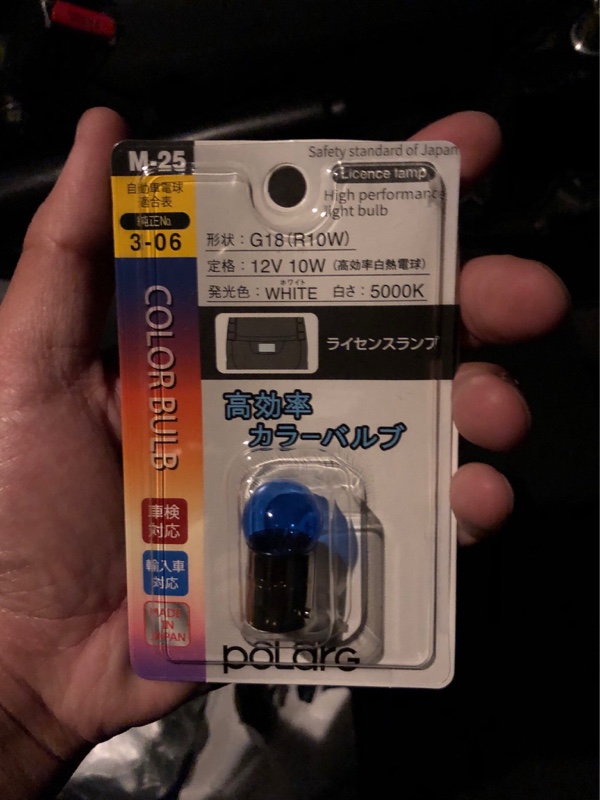 M-25
自動車電球
適合表
純正No.
3-06
Safety standard of Japan
Licence lamp
High performance
light bulb
形状：G18(R10W)
定格：12V 10W (高効率白熱電球)
ホワイト
発光色：WHITE 白さ：5000K
ライセンスランプ
COLOR BULB
高効率
カラーバルブ
車検
対応
輸入車
対応
MADE
IN
JAPAN
POLARG